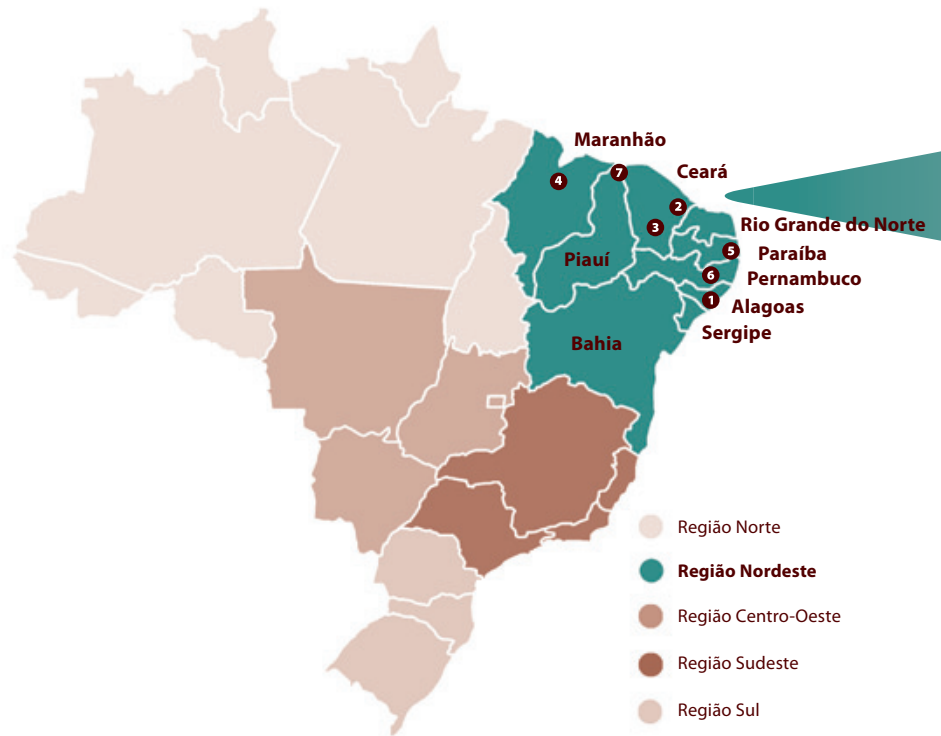 Maranhão
Ceará
4
7
2
3
Rio Grande do Norte
5
Paraíba
Piauí
6
Pernambuco
1
Alagoas
Sergipe
Bahia
Região Norte
Região Nordeste
Região Centro-Oeste
Região Sudeste
Região Sul